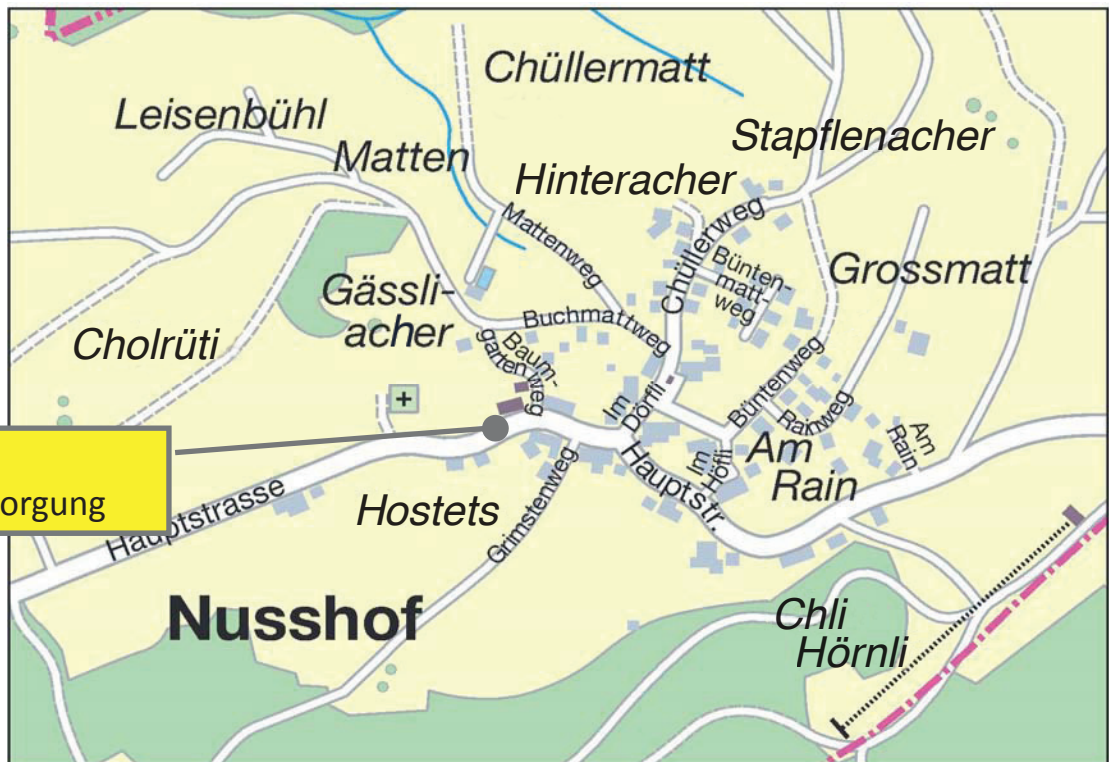 Chüllermatt
Leisenbühl
Stapflenacher
Matten
Hinteracher
Mattenweg
Chüllerweg
Bünten-
matt-
weg
Grossmatt
Gässli-
acher
Buchmattweg
Cholrüti
Baum-
garten
weg
+
Im
Dörfli
Büntenweg
Rainweg
Am
Rain
Am
Rain
Im
Höfli
orgung
Hauptstrasse
Hostets
Grimstenweg
Hauptstr.
Nusshof
Chli
Hörnli